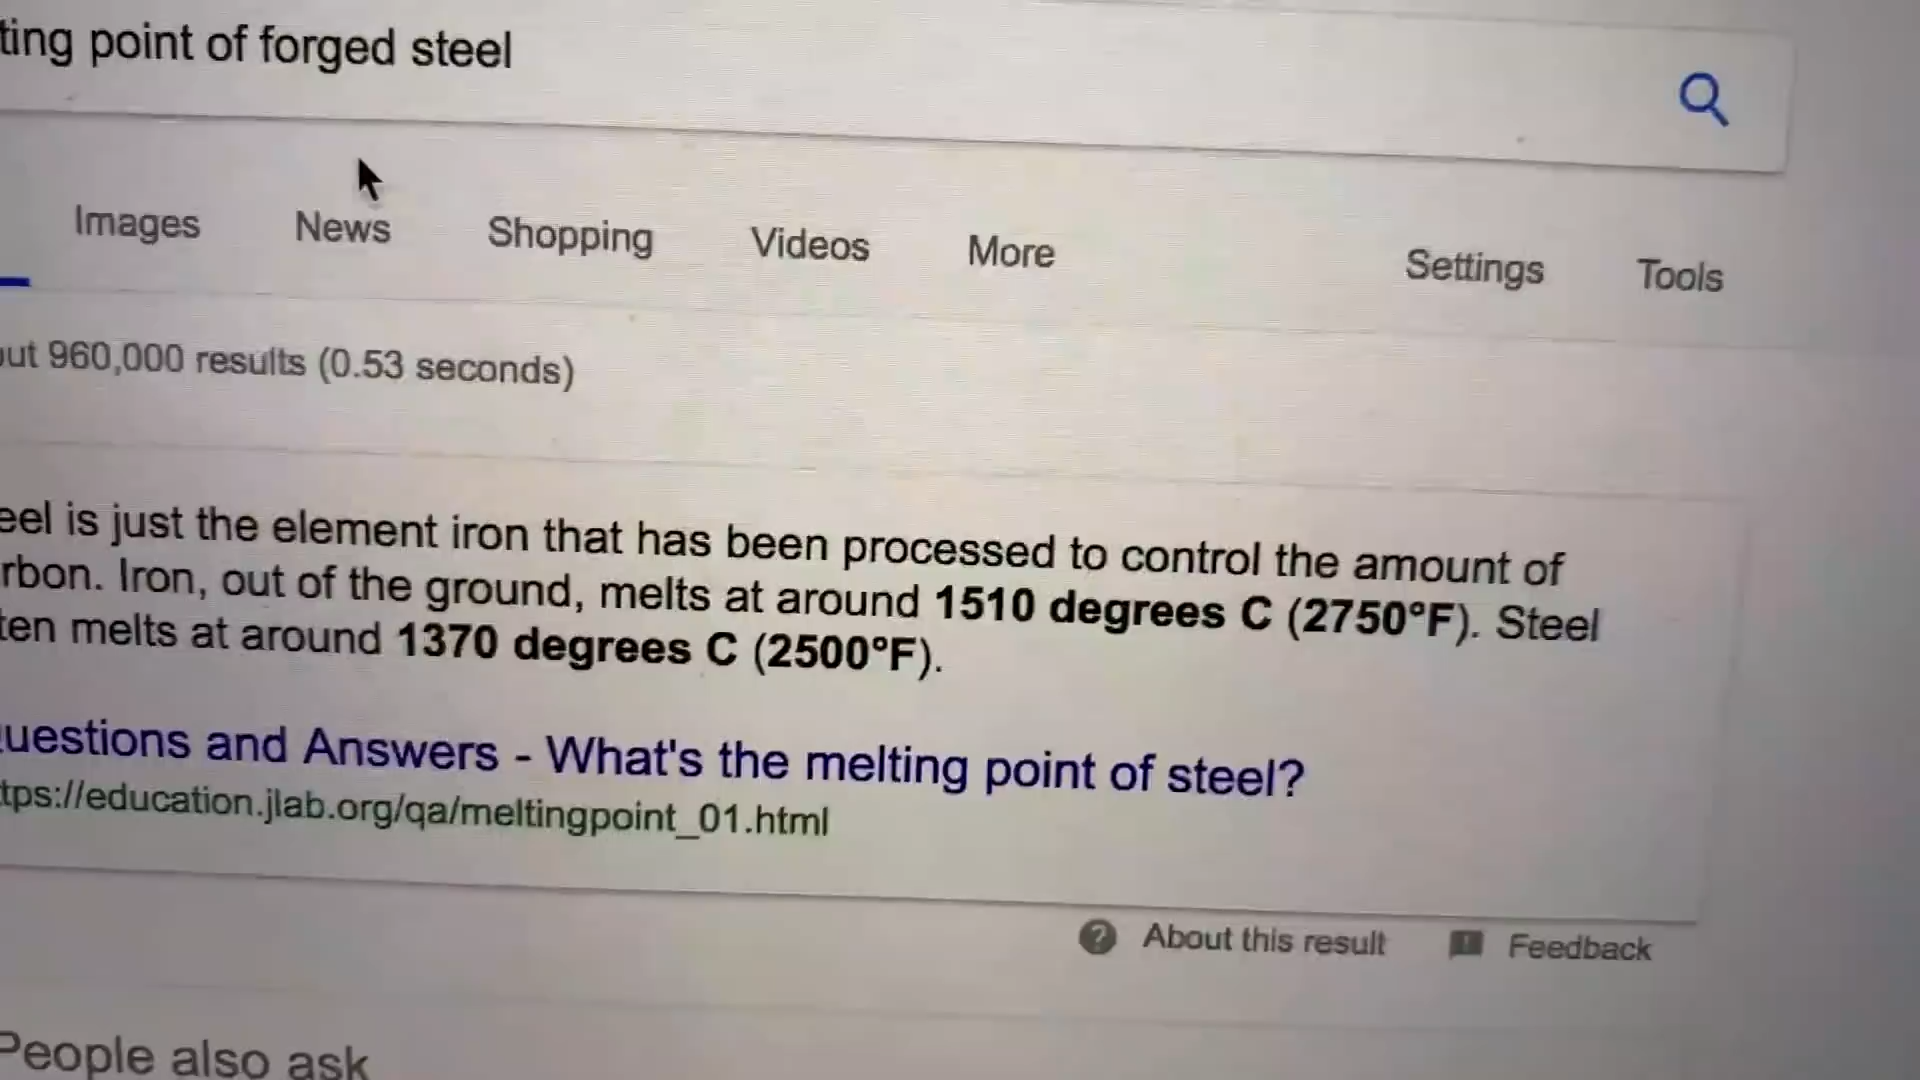 ting point of forged steel
Images News Shopping Videos More Settings Tools
out 960,000 results (0.53 seconds)
eel is just the element iron that has been processed to control the amount of
rbon. Iron, out of the ground, melts at around 1510 degrees C (2750°F). Steel
ten melts at around 1370 degrees C (2500°F).
uestions and Answers - What's the melting point of steel?
tps://education.jlab.org/qa/meltingpoint_01.html
About this result Feedback
People also ask